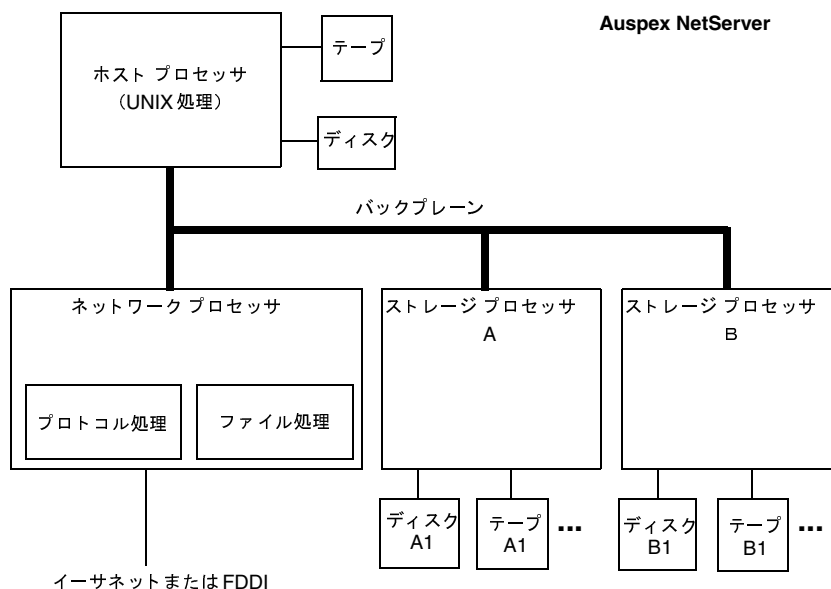 Auspex NetServer
テープ
ホスト プロセッサ
（UNIX 処理）
ディスク
バックプレーン
ネットワーク プロセッサ
ストレージ プロセッサ
A
ストレージ プロセッサ
B
プロトコル処理
ファイル処理
ディスク
A1
テープ
A1
...
ディスク
B1
テープ
B1
...
イーサネットまたは FDDI